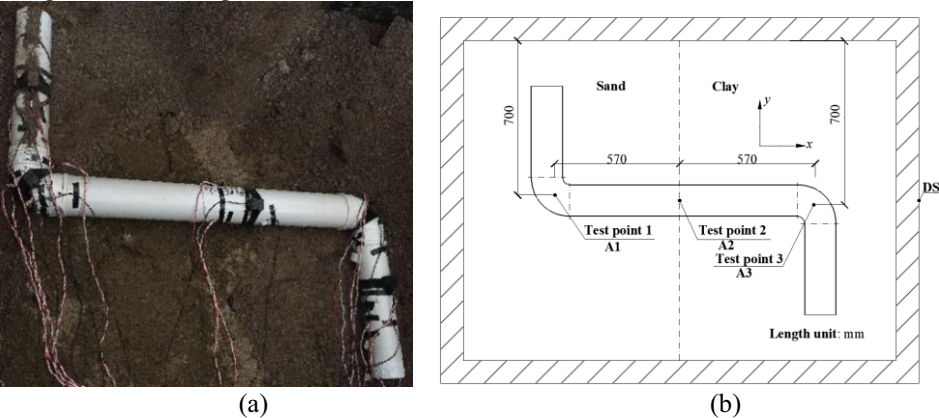 Sand
Clay
y
x
700
700
570
570
DS
Test point 1
A1
Test point 2
A2
Test point 3
A3
Length unit: mm
(a)
(b)